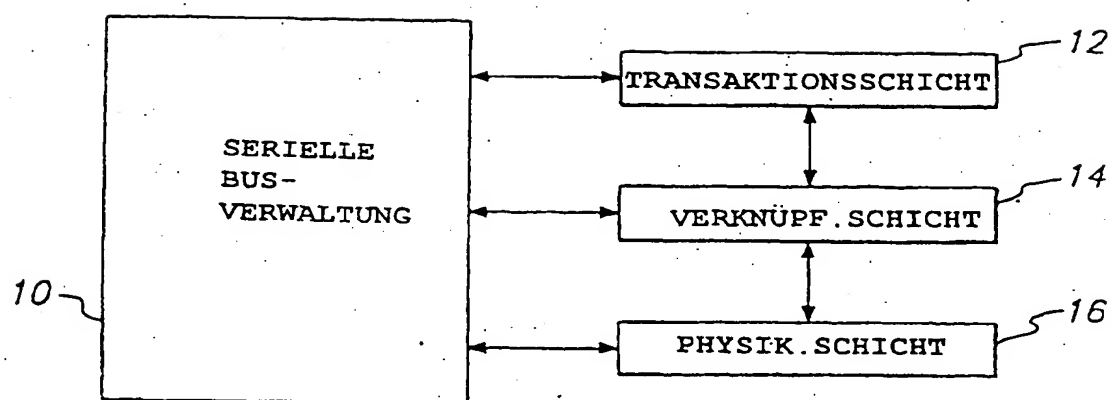 12
TRANSAKTIONSSCHICHT
SERIELLE
BUS-
VERWALTUNG
14
VERKNÜPF.SCHICHT
10
16
PHYSIK.SCHICHT